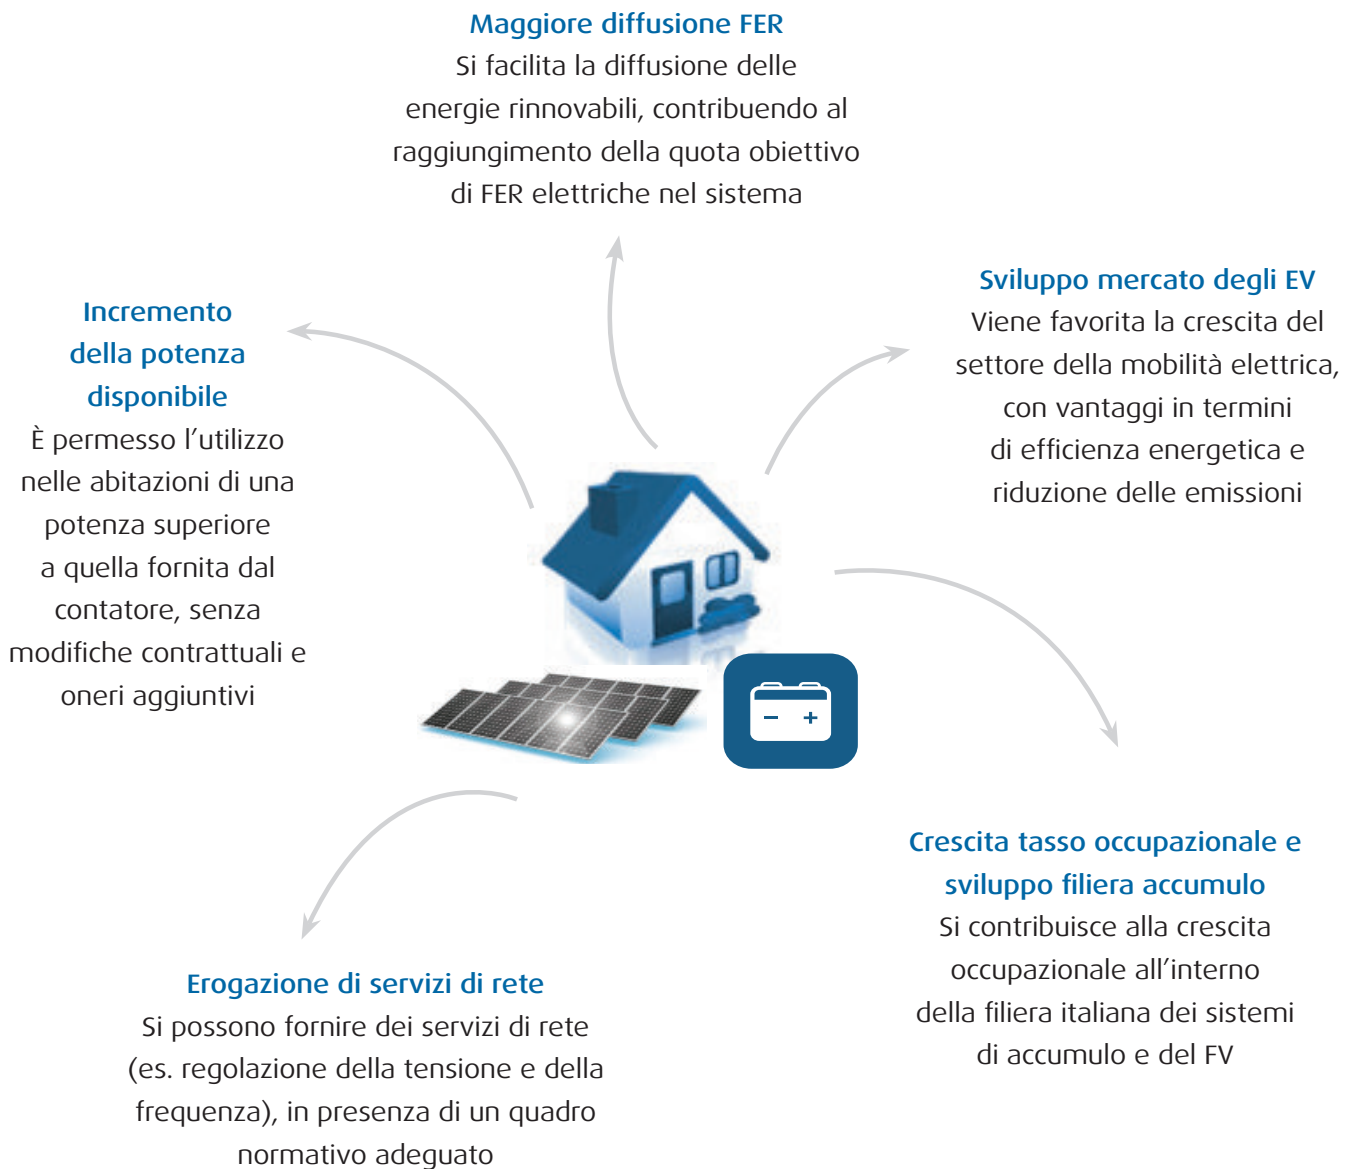 Maggiore diffusione FER
Si facilita la diffusione delle
energie rinnovabili, contribuendo al
raggiungimento della quota obiettivo
di FER elettriche nel sistema
Sviluppo mercato degli EV
Viene favorita la crescita del
settore della mobilità elettrica,
con vantaggi in termini
di efficienza energetica e
riduzione delle emissioni
Incremento
della potenza
disponibile
È permesso l’utilizzo
nelle abitazioni di una
potenza superiore
a quella fornita dal
contatore, senza
modifiche contrattuali e
oneri aggiuntivi
Crescita tasso occupazionale e
sviluppo filiera accumulo
Si contribuisce alla crescita
occupazionale all’interno
della filiera italiana dei sistemi
di accumulo e del FV
Erogazione di servizi di rete
Si possono fornire dei servizi di rete
(es. regolazione della tensione e della
frequenza), in presenza di un quadro
normativo adeguato